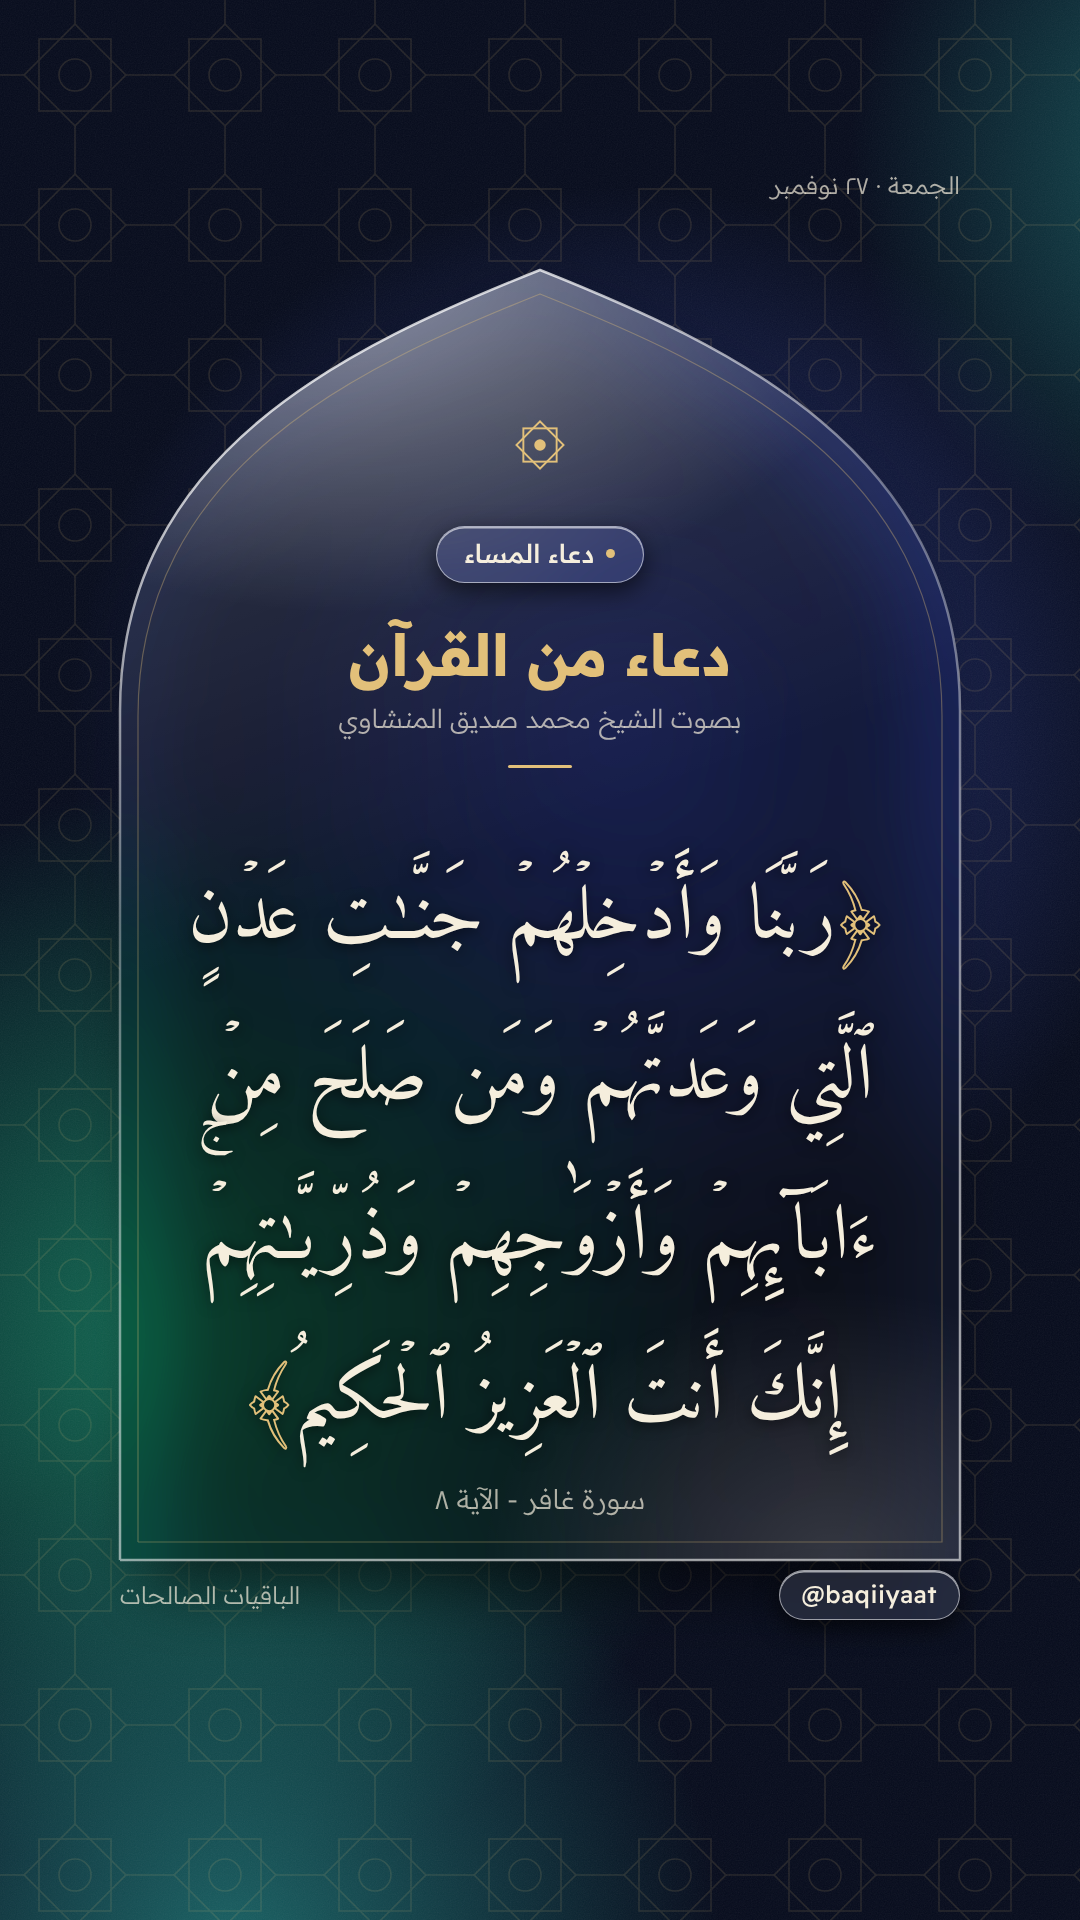 الجمعة · ٢٧ نوفمبر
دعاء المساء
دعاء من القرآن
بصوت الشيخ محمد صديق المنشاوي
﴿رَبَّنَا وَأَدۡخِلۡهُمۡ جَنَّـٰتِ عَدۡنٍ
ٱلَّتِي وَعَدتَّهُمۡ وَمَن صَلَحَ مِنۡ
ءَابَآئِهِمۡ وَأَزۡوَٰجِهِمۡ وَذُرِّيَّـٰتِهِمۡۚ
إِنَّكَ أَنتَ ٱلۡعَزِيزُ ٱلۡحَكِيمُ﴾
سورة غافر - الآية ٨
@baqiiyaat
الباقيات الصالحات